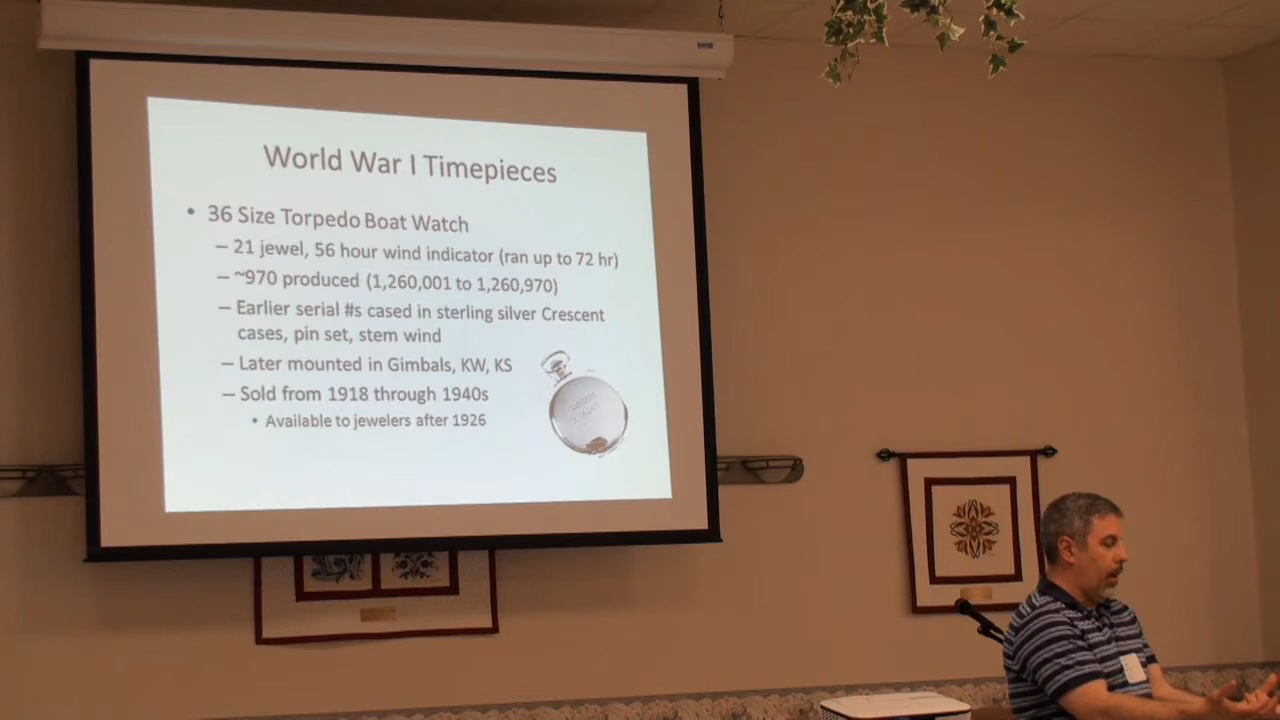 World War I Timepieces
• 36 Size Torpedo Boat Watch
– 21 jewel, 56 hour wind indicator (ran up to 72 hr)
– ~970 produced (1,260,001 to 1,260,970)
– Earlier serial #s cased in sterling silver Crescent
cases, pin set, stem wind
– Later mounted in Gimbals, KW, KS
– Sold from 1918 through 1940s
• Available to jewelers after 1926